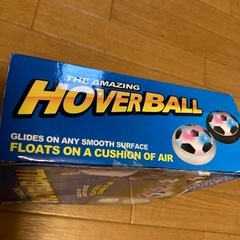 THE AMAZING
HOVERBALL
GLIDES ON ANY SMOOTH SURFACE
FLOATS ON A CUSHION OF AIR